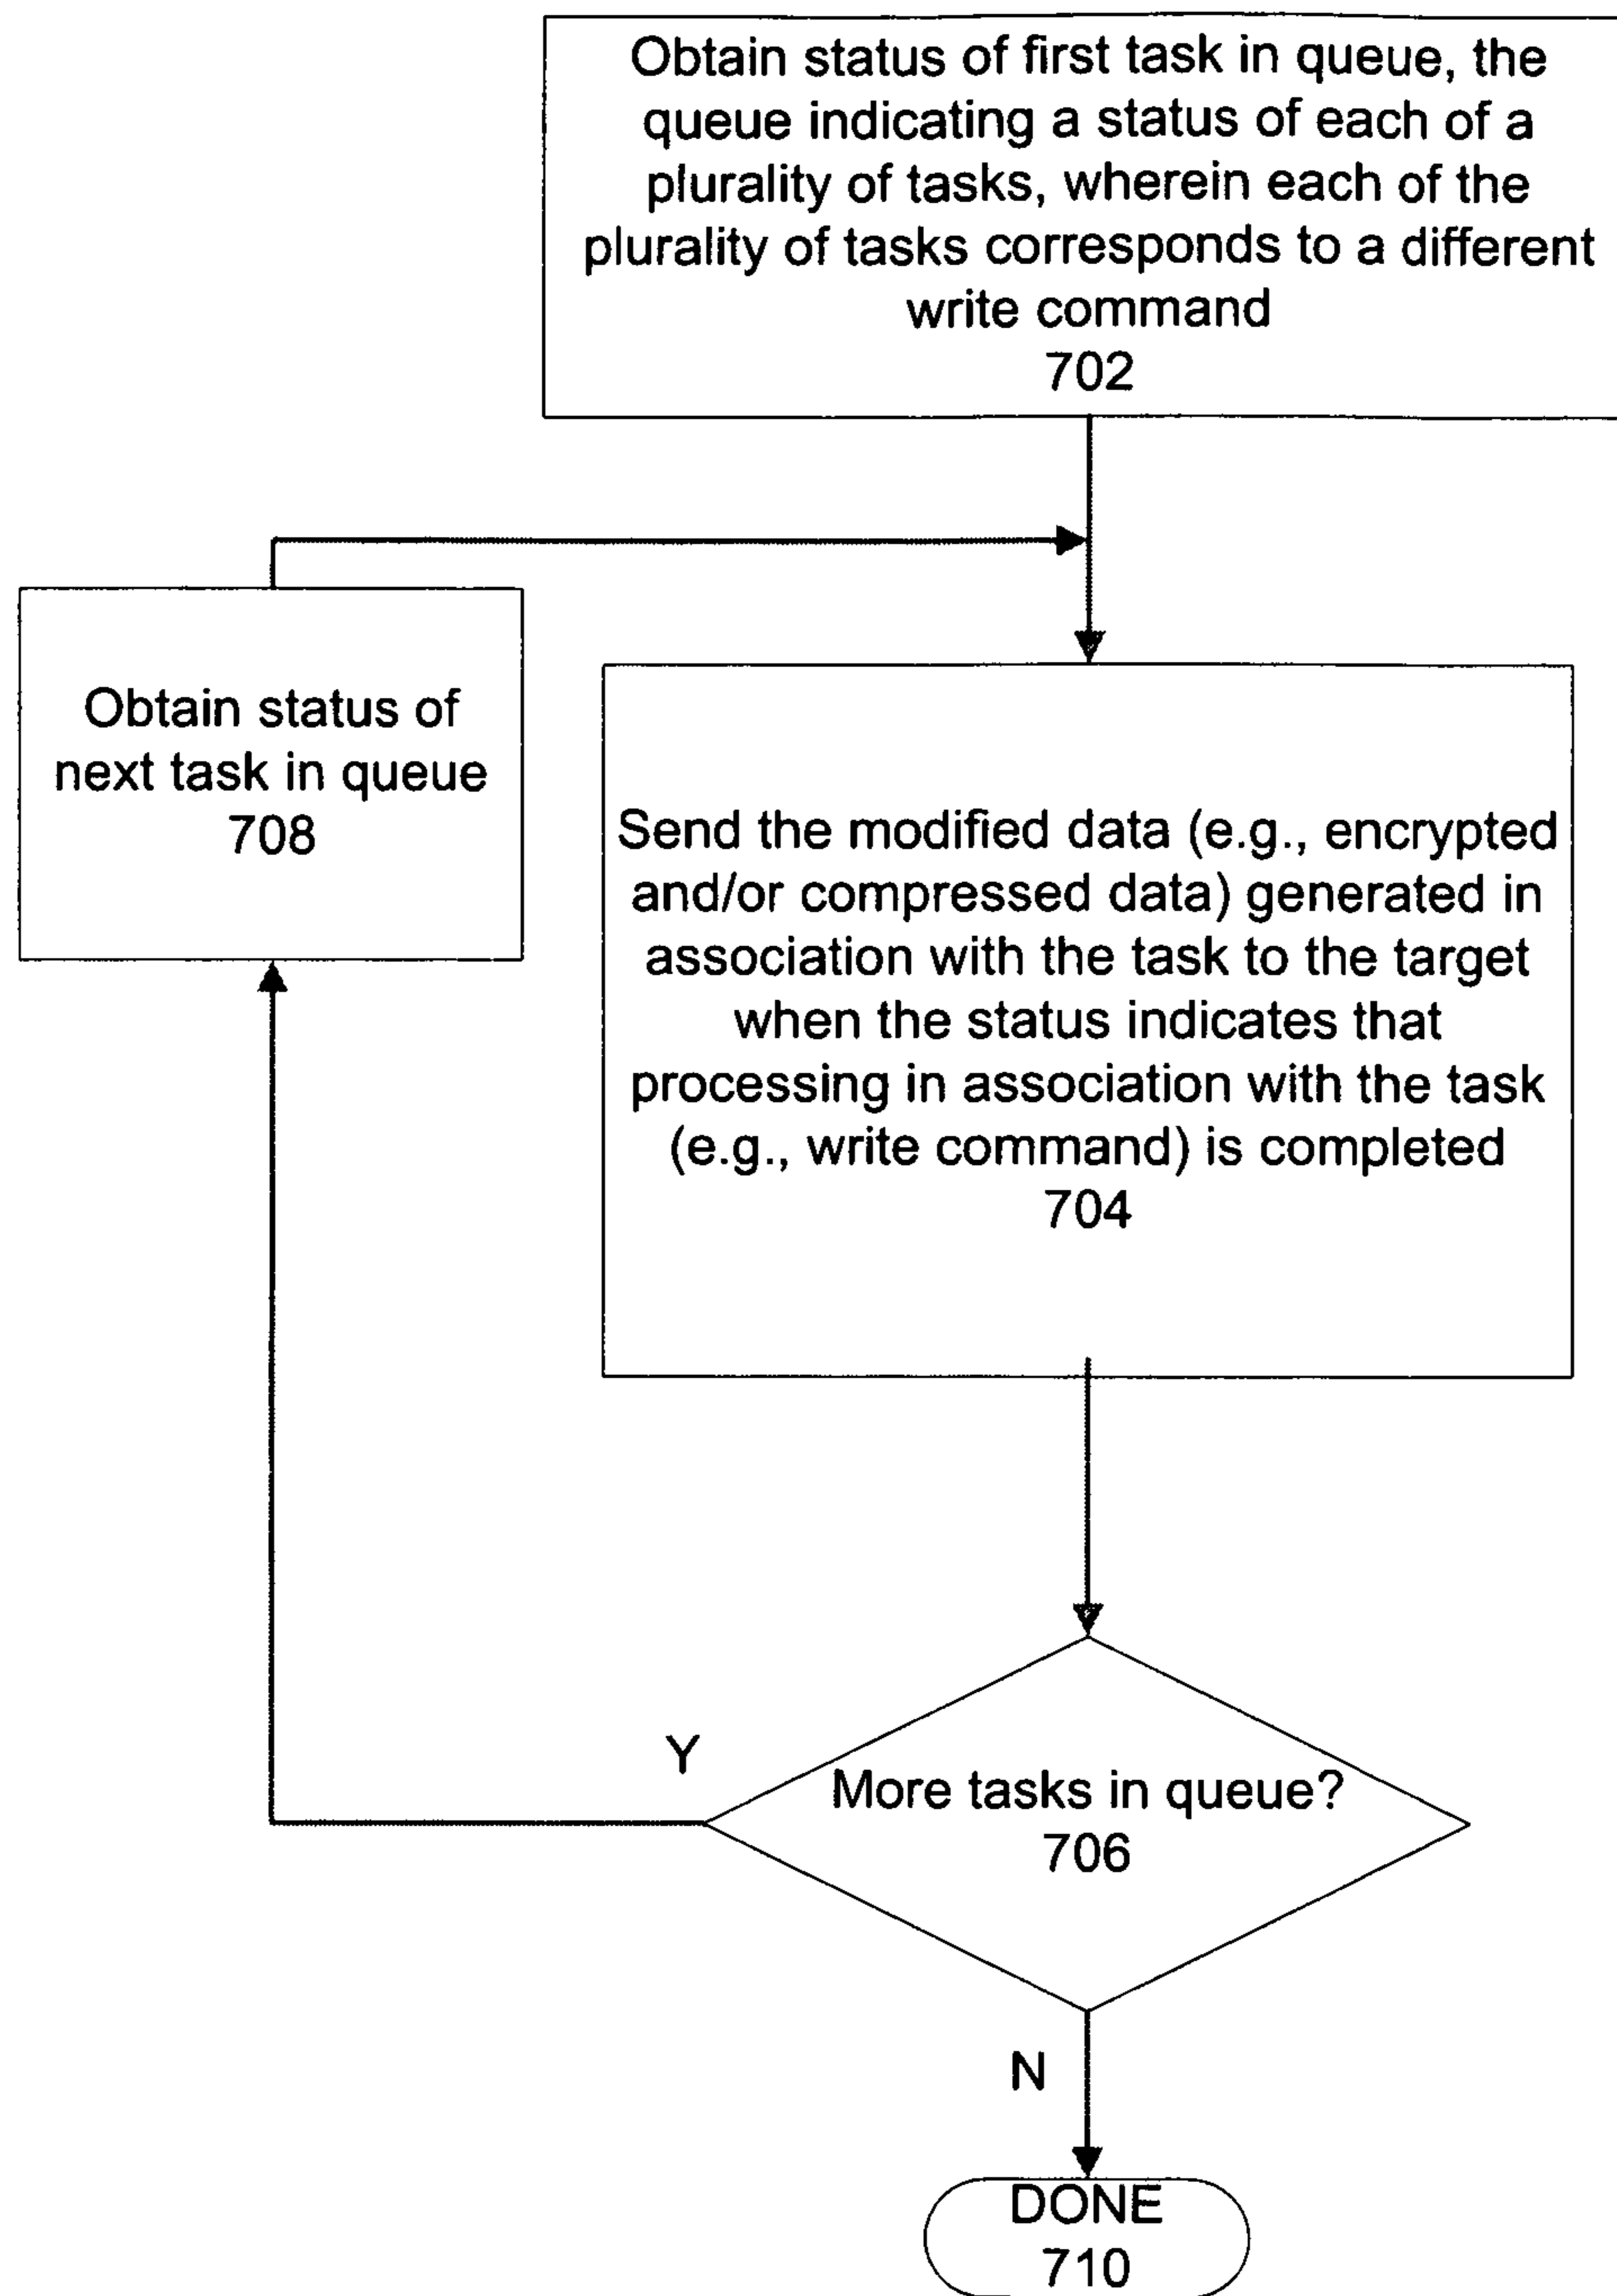 Obtain status of first task in queue, the
queue indicating a status of each of a
plurality of tasks, wherein each of the
plurality of tasks corresponds to a different
write command
702
Obtain status of
next task in queue
708
Send the modified data (e.g., encrypted
and/or compressed data) generated in
association with the task to the target
when the status indicates that
processing in association with the task
(e.g., write command) is completed
704
Y
More tasks in queue?
706
N
DONE
710